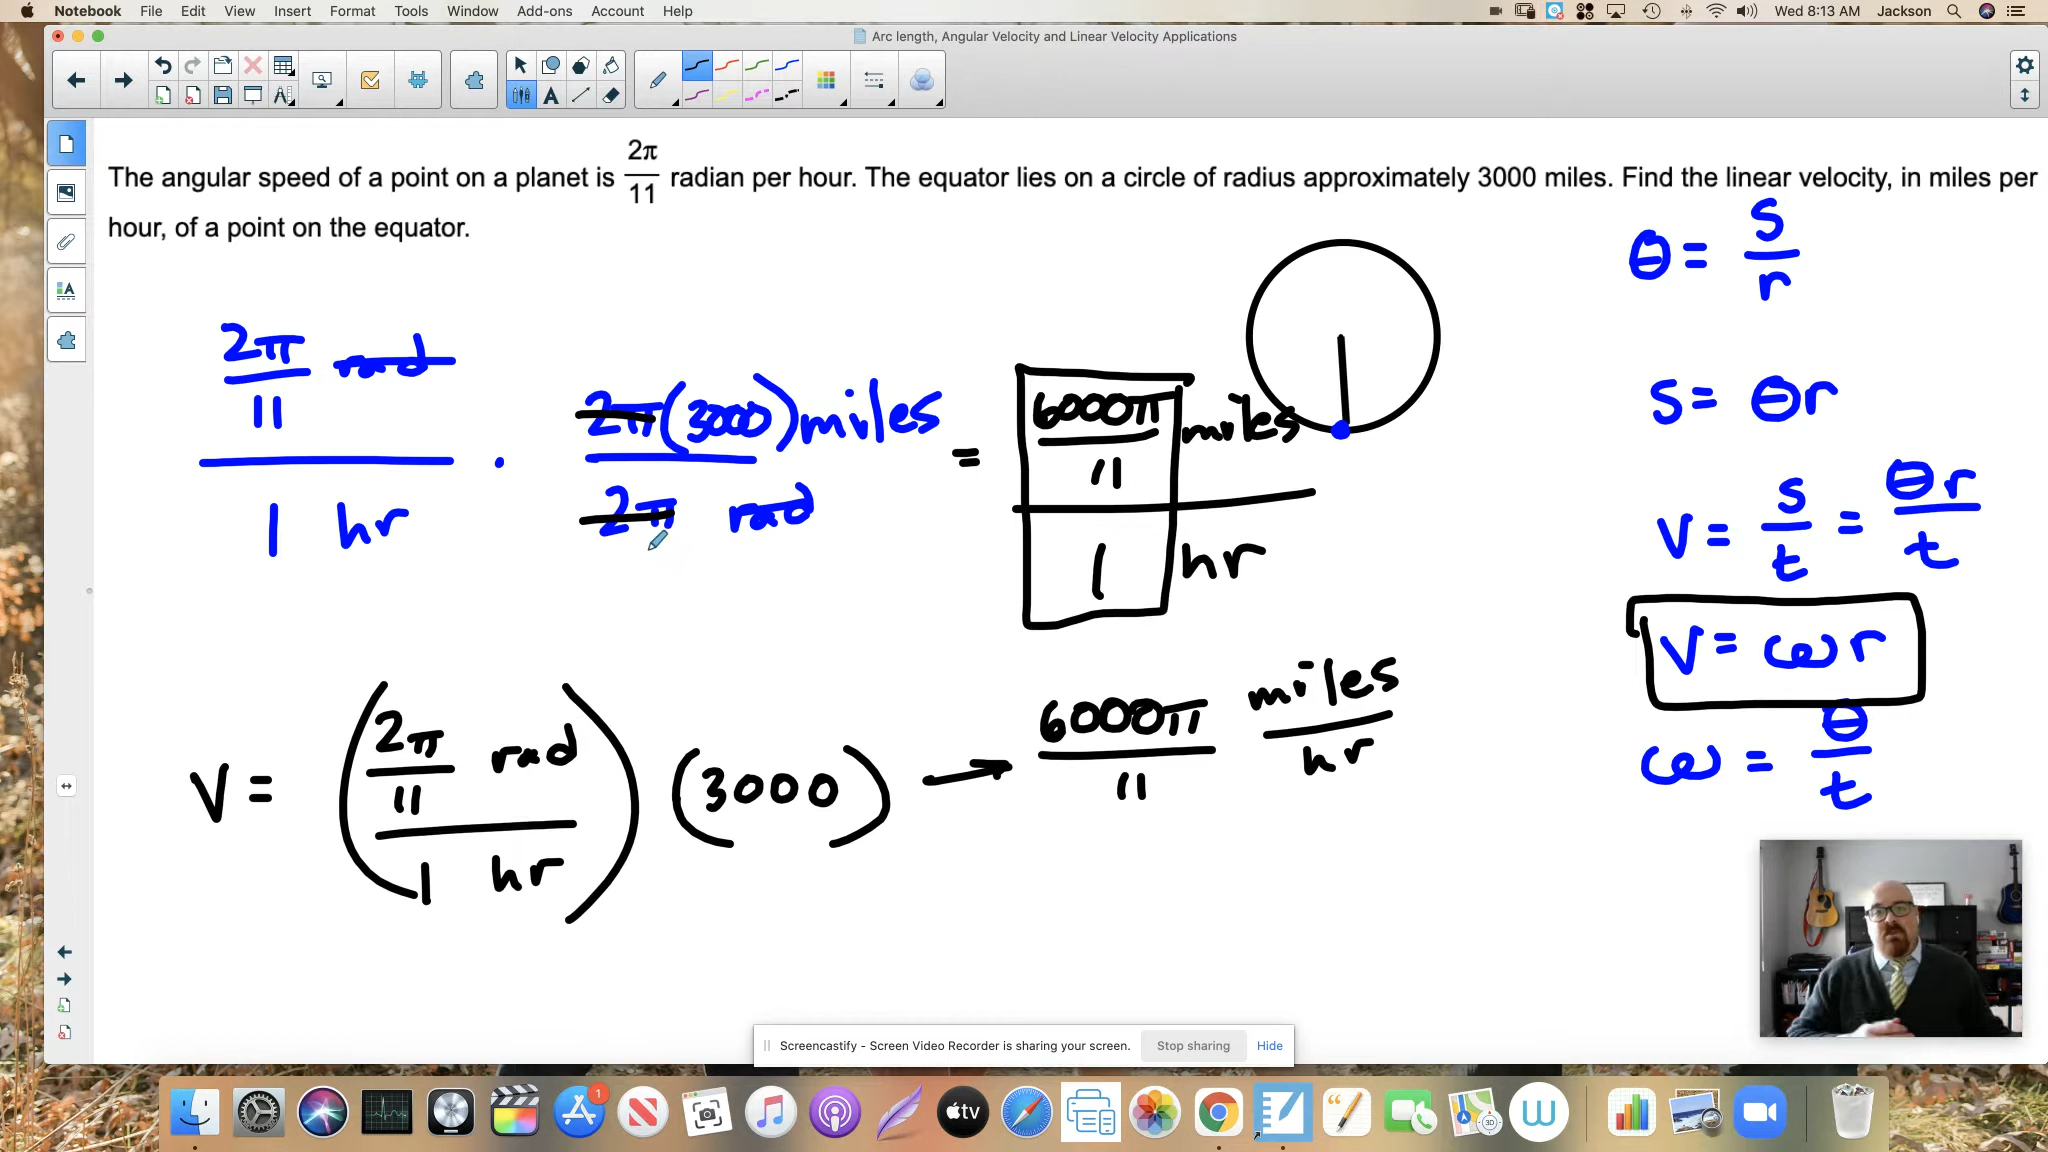 Notebook File Edit View Insert Format Tools Window Add-ons Account Help Wed 8:13 AM Jackson
Arc length, Angular Velocity and Linear Velocity Applications
The angular speed of a point on a planet is 2π/11 radian per hour. The equator lies on a circle of radius approximately 3000 miles. Find the linear velocity, in miles per
hour, of a point on the equator.
θ = s/r
2π/11 rad / 1 hr · 2π(3000) miles / 2π rad = 6000π/11 miles / 1 hr
s = θr
v = s/t = θr/t
v = ωr
ω = θ/t
V = (2π/11 rad / 1 hr) (3000) → 6000π/11 miles/hr
Screencastify - Screen Video Recorder is sharing your screen. Stop sharing Hide
1
tv
3D